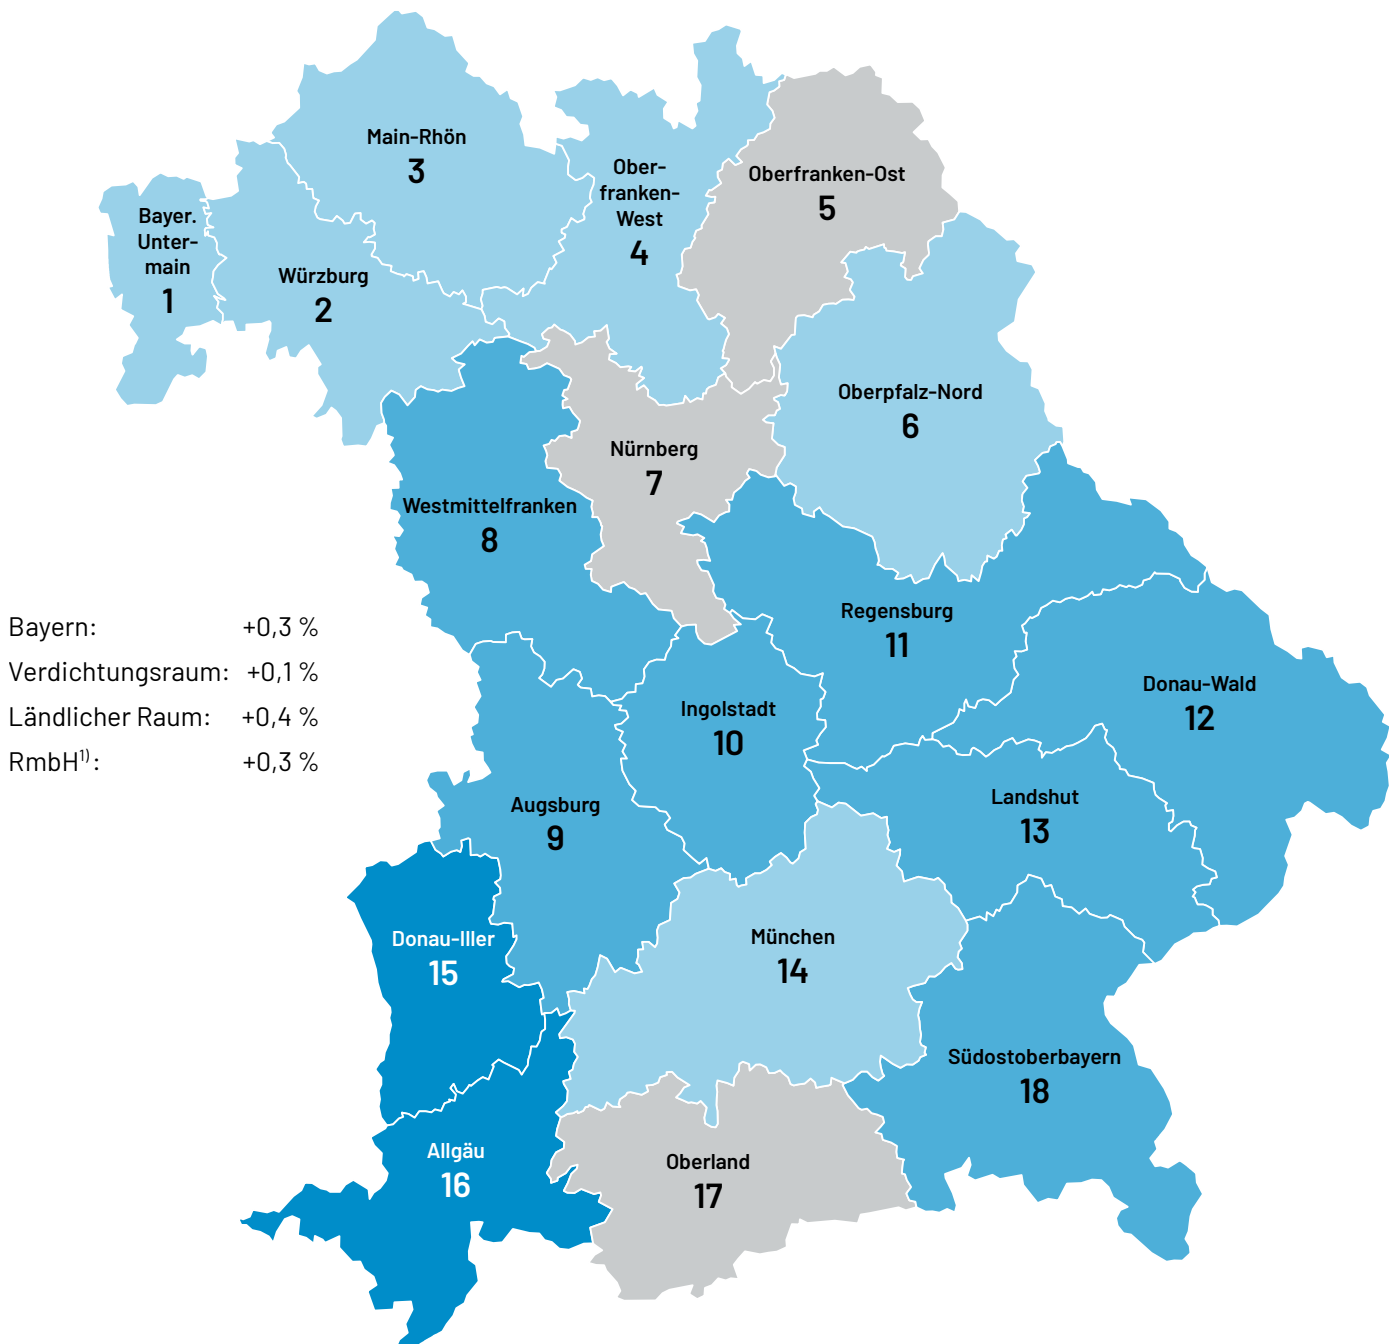 Main-Rhön
3
Ober-
franken-
West
4
Oberfranken-Ost
5
Bayer.
Unter-
main
1
Würzburg
2
Oberpfalz-Nord
6
Nürnberg
7
Westmittelfranken
8
Regensburg
11
Bayern: +0,3 %
Verdichtungsraum: +0,1 %
Ländlicher Raum: +0,4 %
RmbH¹⁾: +0,3 %
Donau-Wald
12
Ingolstadt
10
Landshut
13
Augsburg
9
Donau-Iller
15
München
14
Südostoberbayern
18
Allgäu
16
Oberland
17